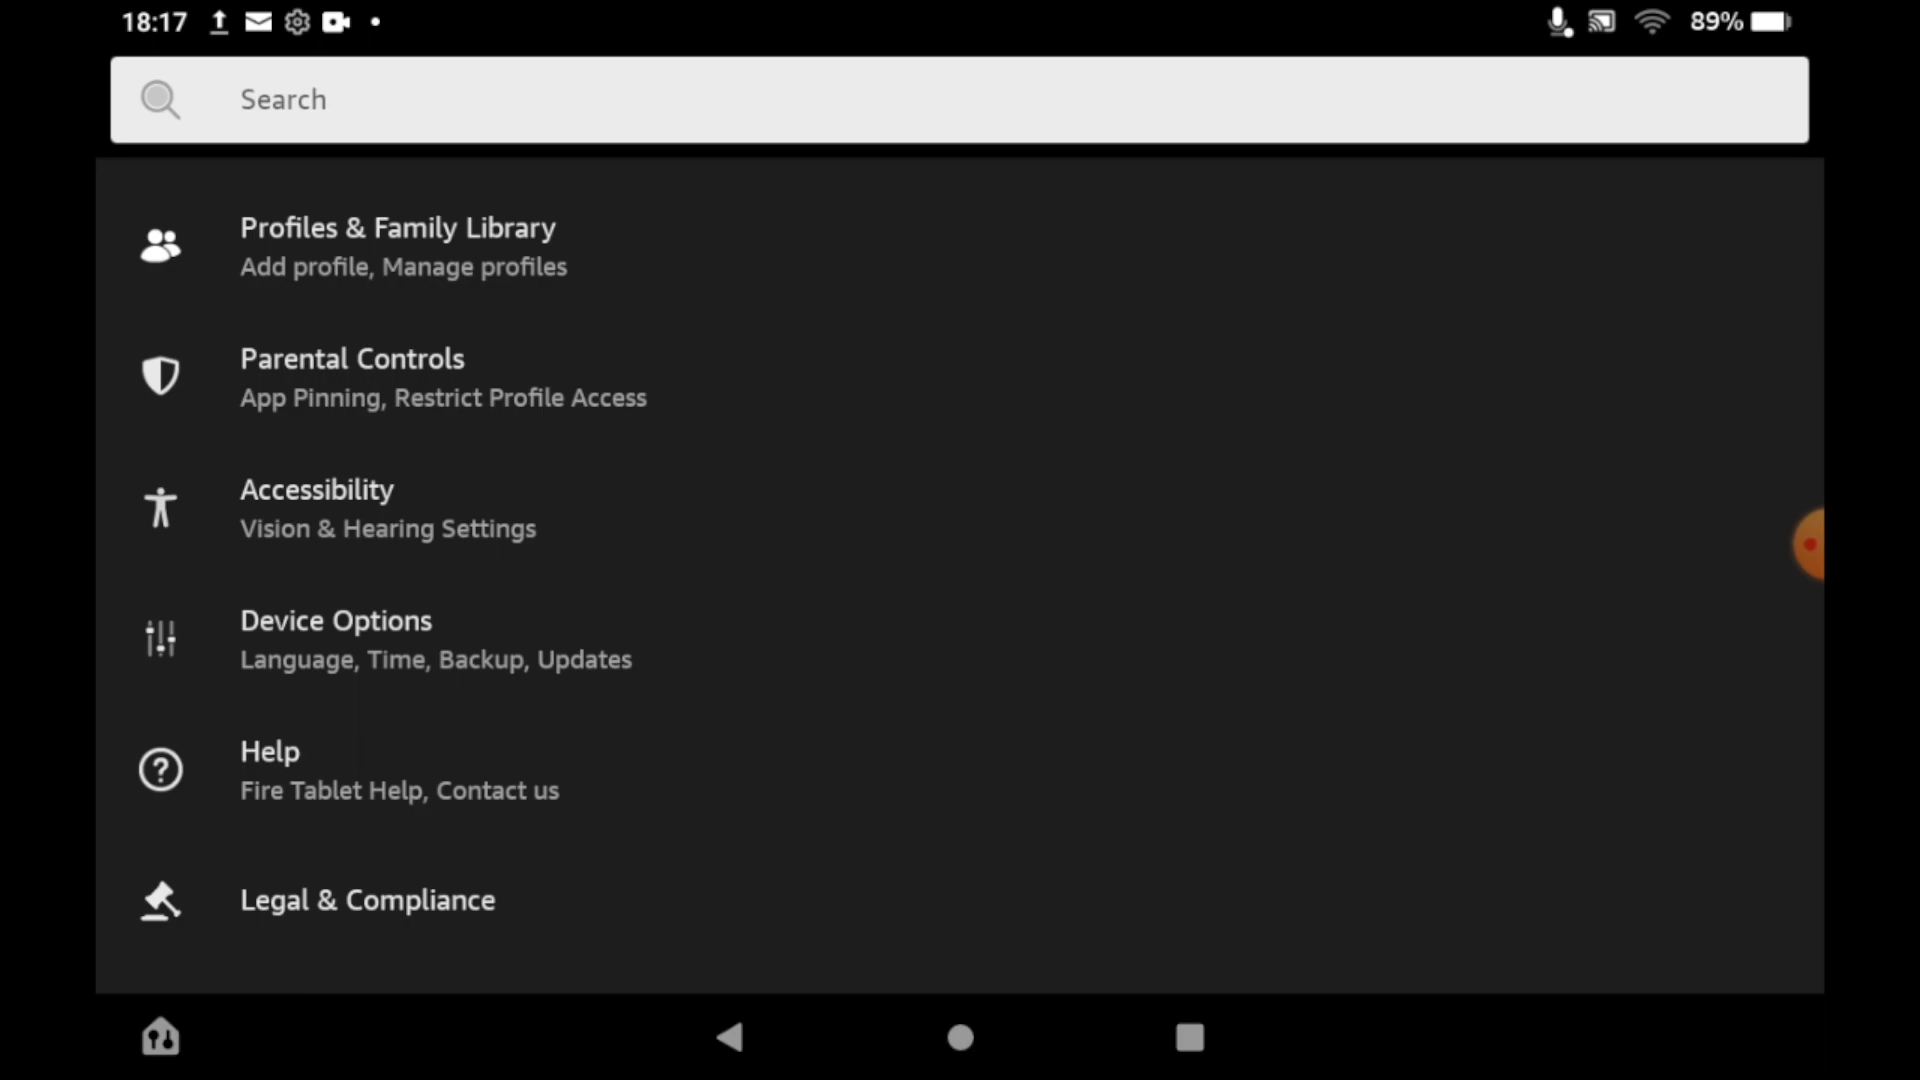 18:17
89%
Search
Profiles & Family Library
Add profile, Manage profiles
Parental Controls
App Pinning, Restrict Profile Access
Accessibility
Vision & Hearing Settings
Device Options
Language, Time, Backup, Updates
Help
Fire Tablet Help, Contact us
Legal & Compliance